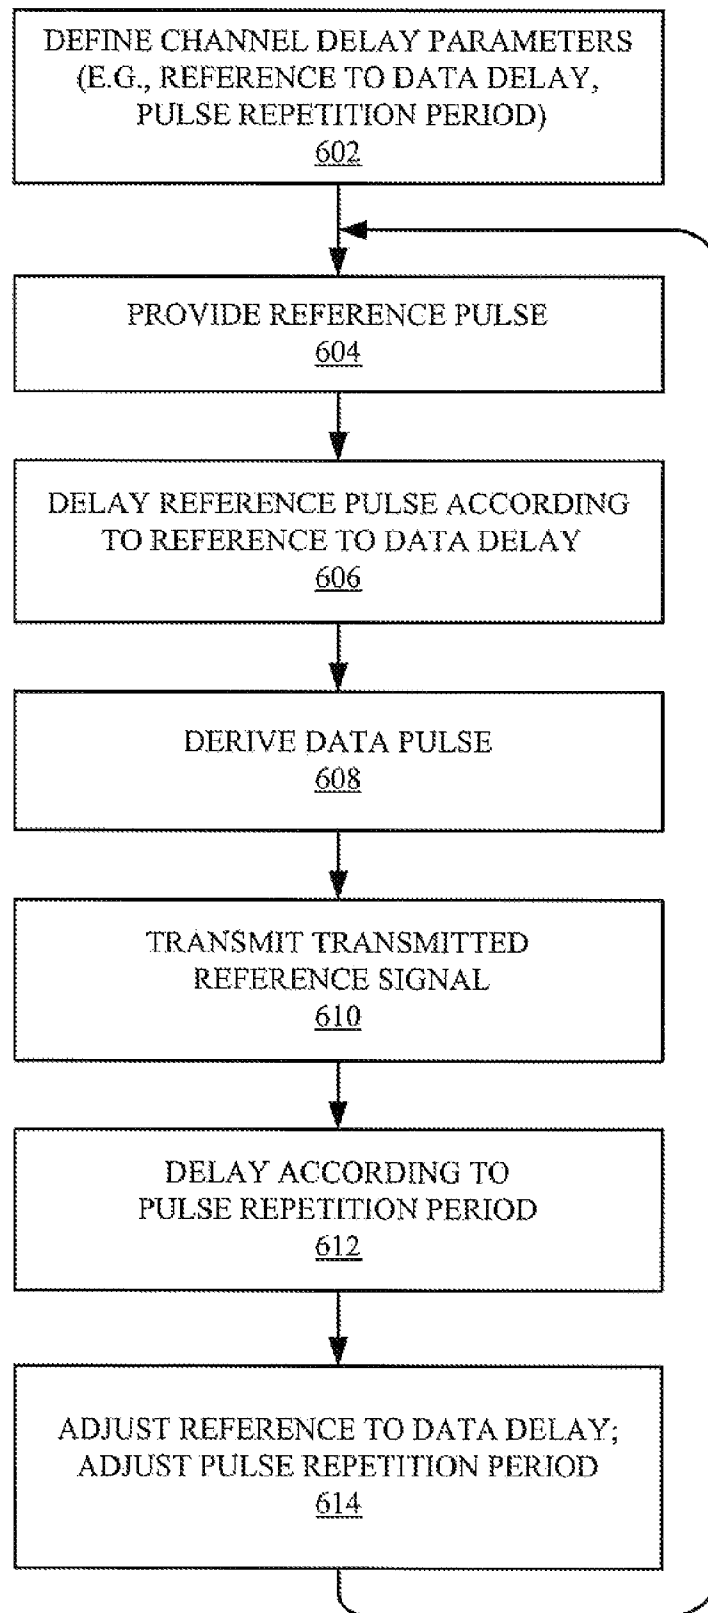 DEFINE CHANNEL DELAY PARAMETERS
(E.G., REFERENCE TO DATA DELAY,
PULSE REPETITION PERIOD)
602
PROVIDE REFERENCE PULSE
604
DELAY REFERENCE PULSE ACCORDING
TO REFERENCE TO DATA DELAY
606
DERIVE DATA PULSE
608
TRANSMIT TRANSMITTED
REFERENCE SIGNAL
610
DELAY ACCORDING TO
PULSE REPETITION PERIOD
612
ADJUST REFERENCE TO DATA DELAY;
ADJUST PULSE REPETITION PERIOD
614